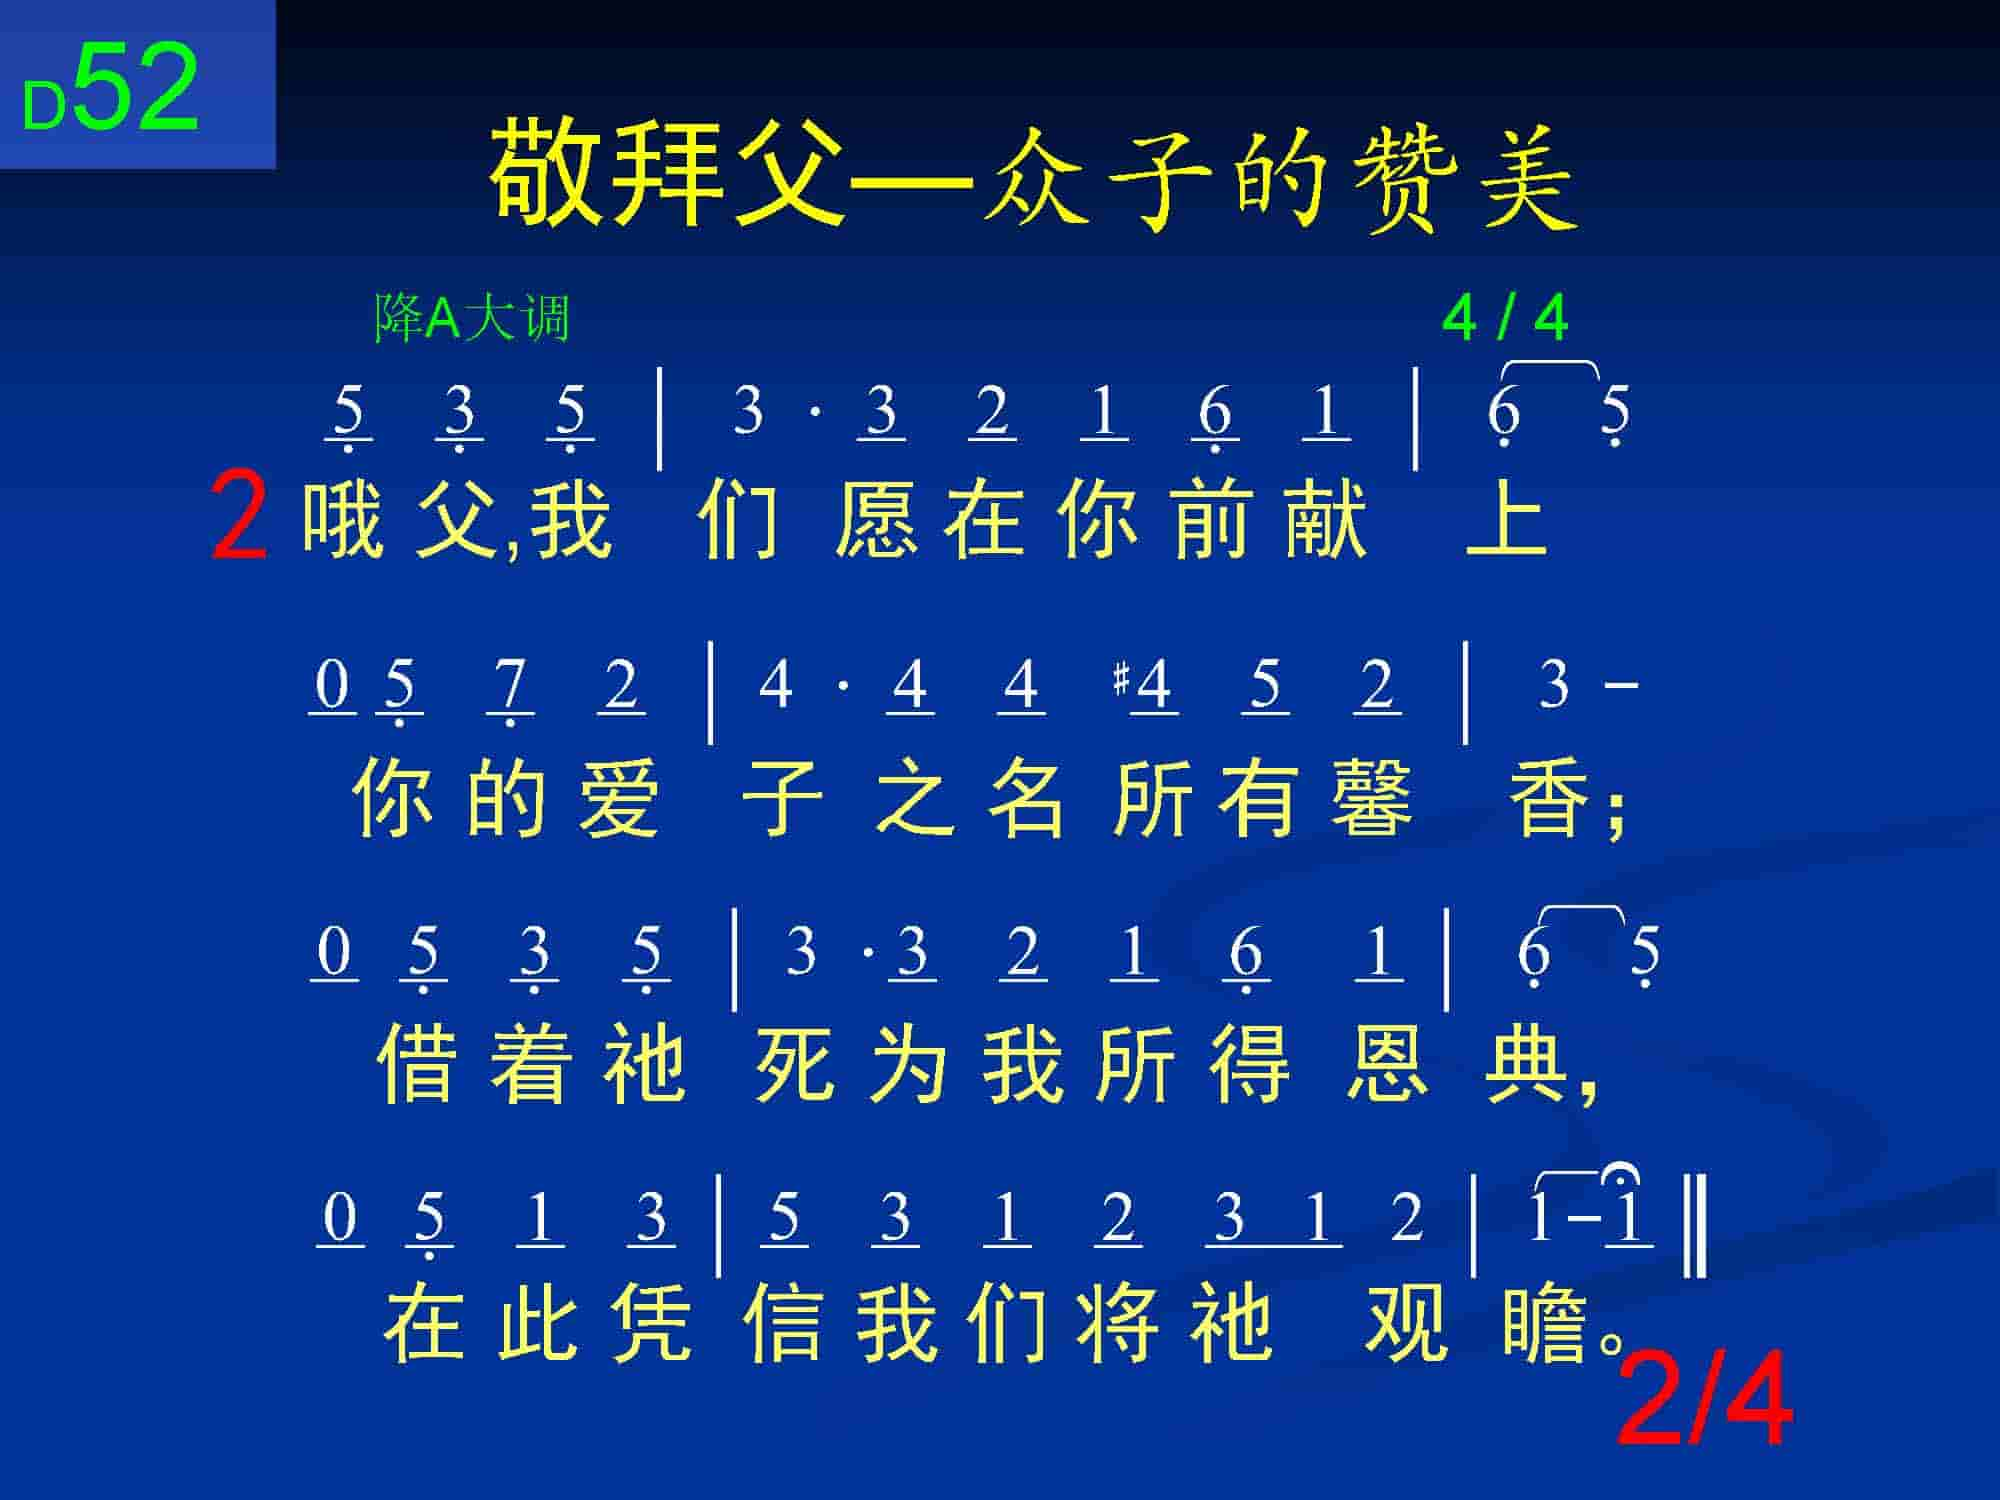 D52
敬拜父—众子的赞美
降A大调 4 / 4
5̣ 3̣ 5̣ | 3 · 3 2 1 6̣ 1 | 6̣ 5̣
2 哦父,我们愿在你前献上
0 5̣ 7̣ 2 | 4 · 4 4 #4 5 2 | 3 –
你的爱子之名所有馨香；
0 5̣ 3̣ 5̣ | 3 · 3 2 1 6̣ 1 | 6̣ 5̣
借着祂死为我所得恩典，
0 5̣ 1 3 | 5 3 1 2 3 1 2 | 1 – 1 ||
在此凭信我们将祂观瞻。
2/4